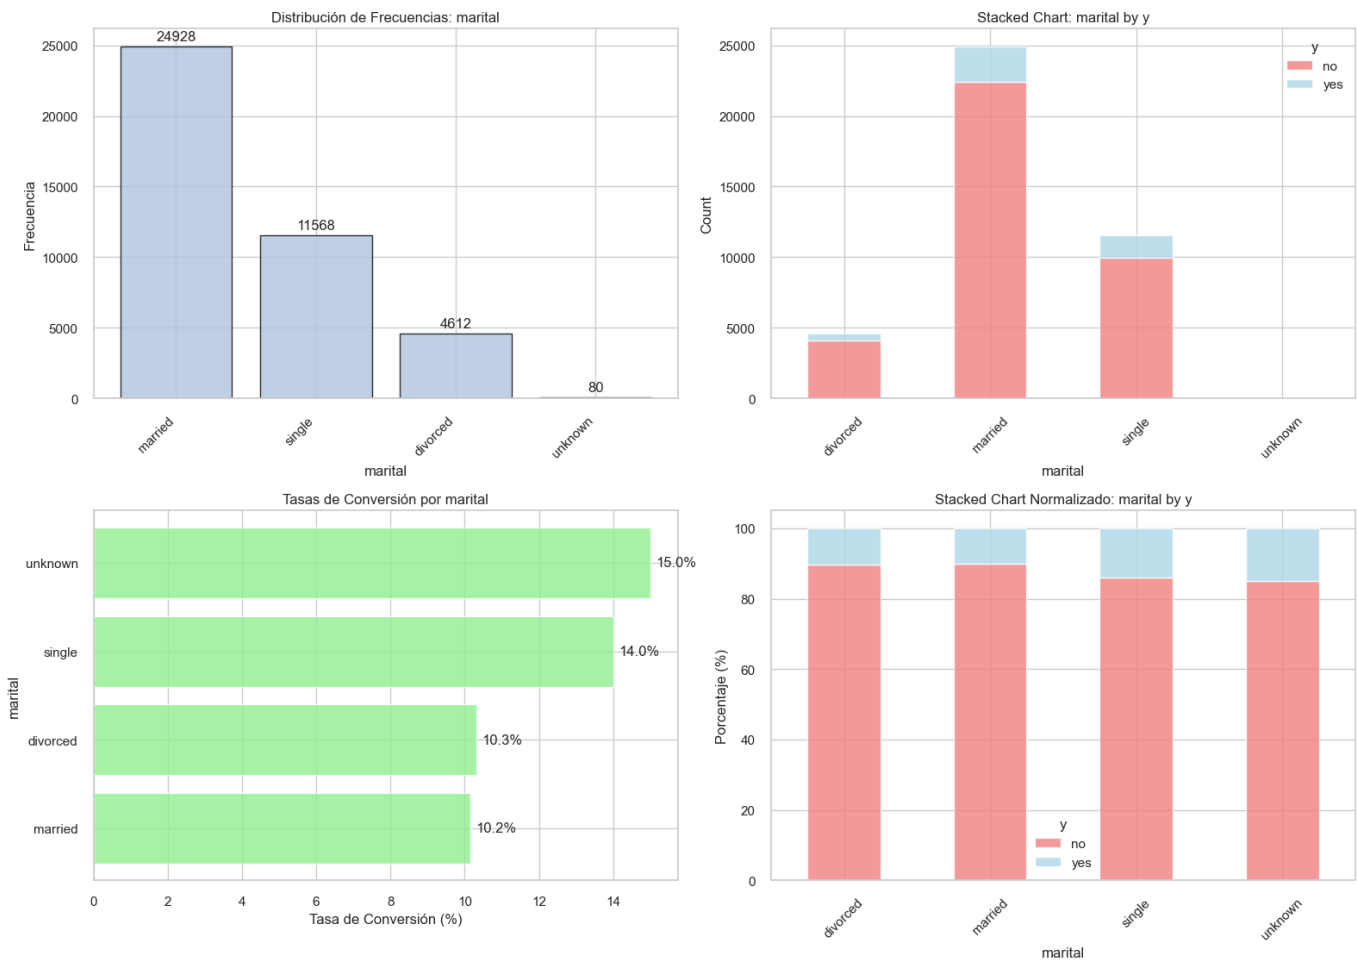 Distribución de Frecuencias: marital
24928
25000
20000
15000
11568
10000
5000
4612
80
0
Frecuencia
married
single
divorced
unknown
marital
Stacked Chart: marital by y
25000
20000
15000
10000
5000
0
Count
y
no
yes
divorced
married
single
unknown
marital
Tasas de Conversión por marital
unknown
15.0%
single
14.0%
divorced
10.3%
married
10.2%
marital
0 2 4 6 8 10 12 14
Tasa de Conversión (%)
Stacked Chart Normalizado: marital by y
100
80
60
40
20
0
Porcentaje (%)
y
no
yes
divorced
married
single
unknown
marital